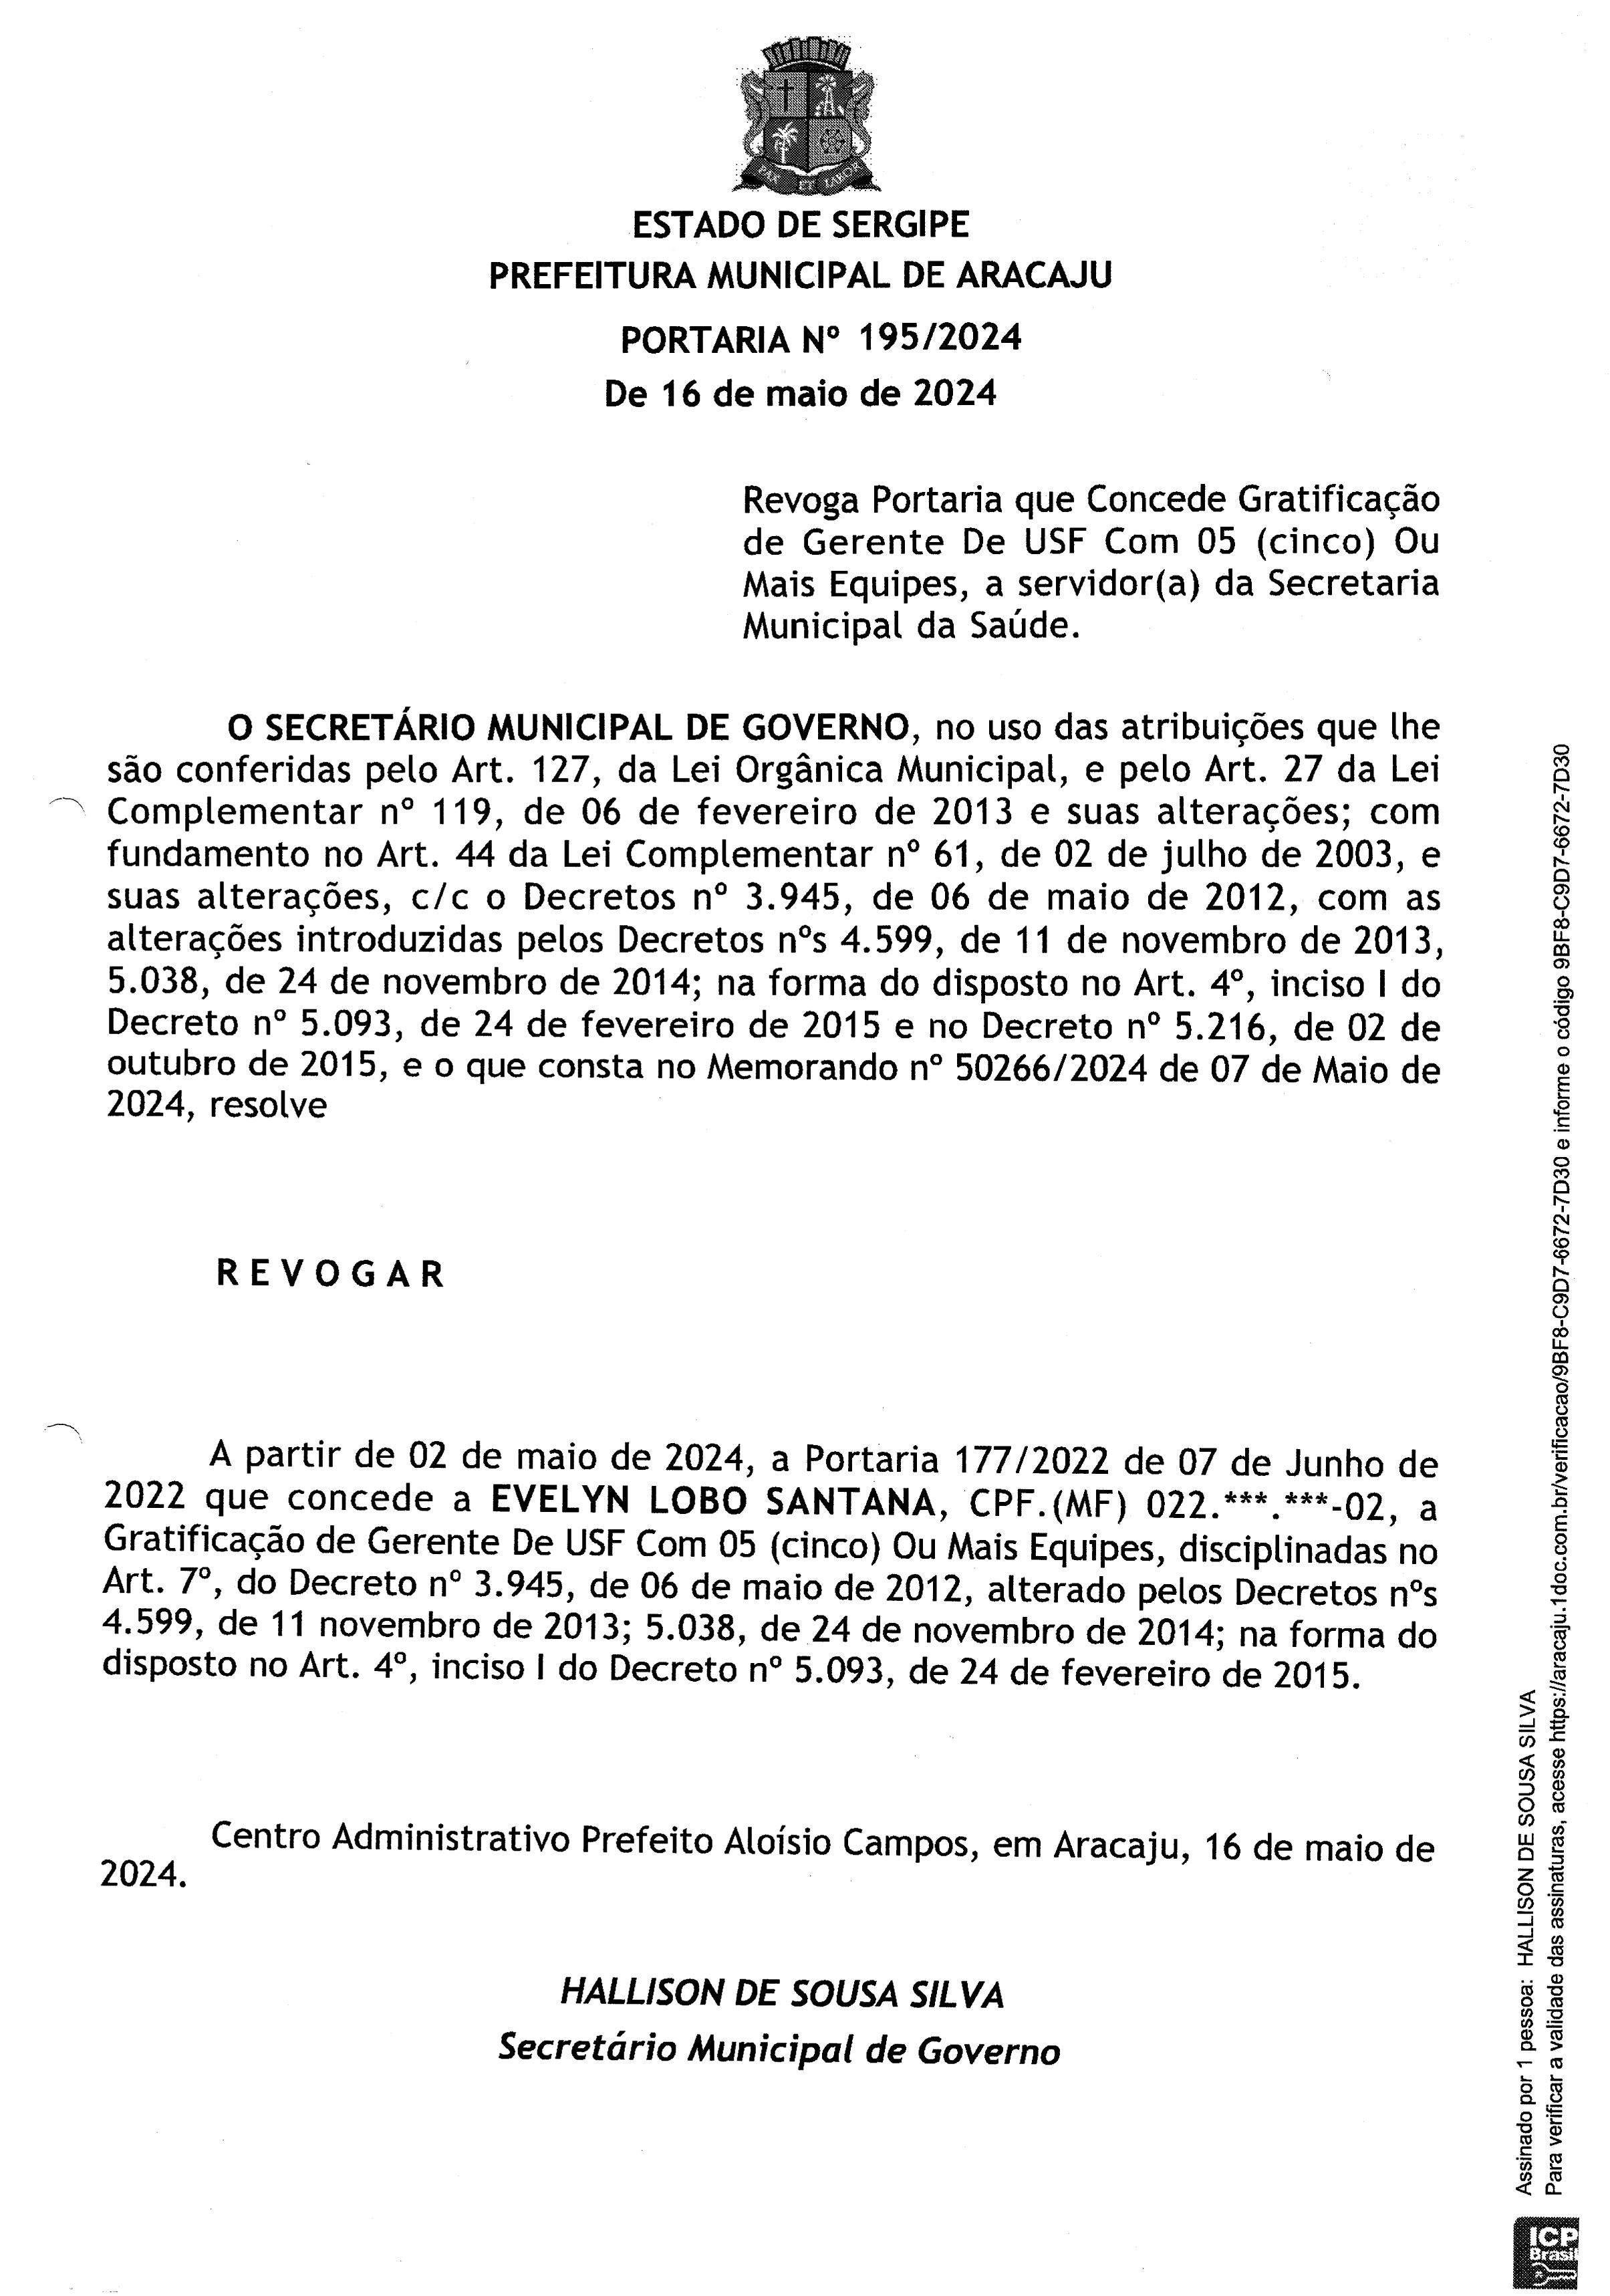 PAX ET LABOR
ESTADO DE SERGIPE
PREFEITURA MUNICIPAL DE ARACAJU
PORTARIA Nº 195/2024
De 16 de maio de 2024
Revoga Portaria que Concede Gratificação
de Gerente De USF Com 05 (cinco) Ou
Mais Equipes, a servidor(a) da Secretaria
Municipal da Saúde.
O SECRETÁRIO MUNICIPAL DE GOVERNO, no uso das atribuições que lhe
são conferidas pelo Art. 127, da Lei Orgânica Municipal, e pelo Art. 27 da Lei
Complementar nº 119, de 06 de fevereiro de 2013 e suas alterações; com
fundamento no Art. 44 da Lei Complementar nº 61, de 02 de julho de 2003, e
suas alterações, c/c o Decretos nº 3.945, de 06 de maio de 2012, com as
alterações introduzidas pelos Decretos nºs 4.599, de 11 de novembro de 2013,
5.038, de 24 de novembro de 2014; na forma do disposto no Art. 4º, inciso I do
Decreto nº 5.093, de 24 de fevereiro de 2015 e no Decreto nº 5.216, de 02 de
outubro de 2015, e o que consta no Memorando nº 50266/2024 de 07 de Maio de
2024, resolve
R E V O G A R
A partir de 02 de maio de 2024, a Portaria 177/2022 de 07 de Junho de
2022 que concede a EVELYN LOBO SANTANA, CPF.(MF) 022.***.***-02, a
Gratificação de Gerente De USF Com 05 (cinco) Ou Mais Equipes, disciplinadas no
Art. 7º, do Decreto nº 3.945, de 06 de maio de 2012, alterado pelos Decretos nºs
4.599, de 11 novembro de 2013; 5.038, de 24 de novembro de 2014; na forma do
disposto no Art. 4º, inciso I do Decreto nº 5.093, de 24 de fevereiro de 2015.
Centro Administrativo Prefeito Aloísio Campos, em Aracaju, 16 de maio de
2024.
HALLISON DE SOUSA SILVA
Secretário Municipal de Governo
Assinado por 1 pessoa: HALLISON DE SOUSA SILVA
Para verificar a validade das assinaturas, acesse https://aracaju.1doc.com.br/verificacao/9BF8-C9D7-6672-7D30 e informe o código 9BF8-C9D7-6672-7D30
ICP
Brasil